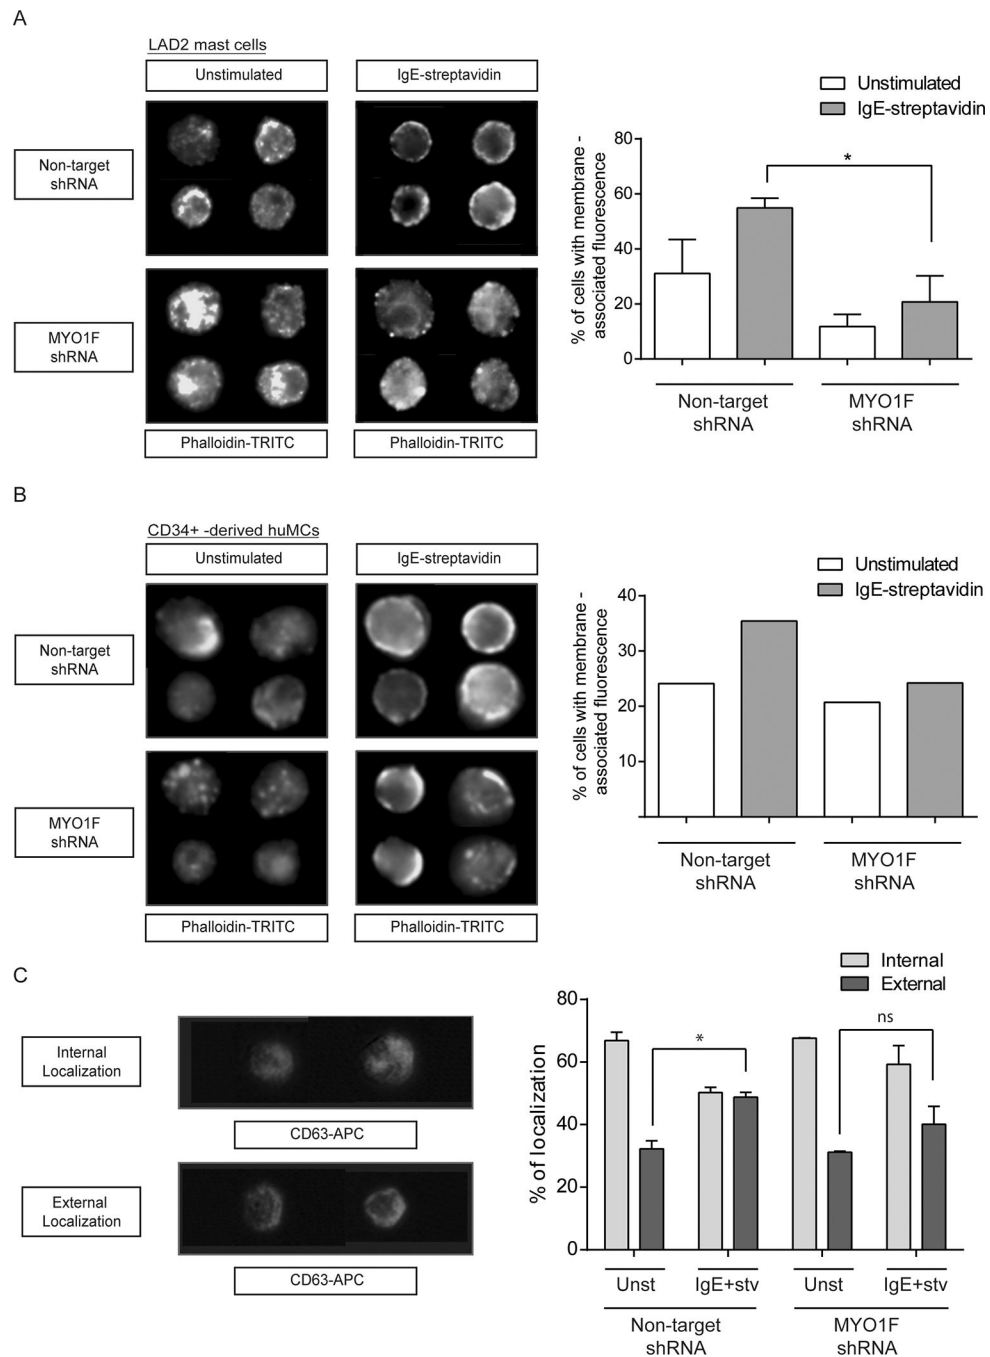 A
LAD2 mast cells
Unstimulated
IgE-streptavidin
Non-target
shRNA
MYO1F
shRNA
Phalloidin-TRITC
Phalloidin-TRITC
Unstimulated
IgE-streptavidin
% of cells with membrane -
associated fluorescence
80
60
40
20
0
*
Non-target
shRNA
MYO1F
shRNA
B
CD34+ -derived huMCs
Unstimulated
IgE-streptavidin
Non-target
shRNA
MYO1F
shRNA
Phalloidin-TRITC
Phalloidin-TRITC
Unstimulated
IgE-streptavidin
% of cells with membrane -
associated fluorescence
40
30
20
10
Non-target
shRNA
MYO1F
shRNA
C
Internal
Localization
CD63-APC
External
Localization
CD63-APC
Internal
External
% of localization
80
60
40
20
0
*
ns
Unst
IgE+stv
Unst
IgE+stv
Non-target
shRNA
MYO1F
shRNA